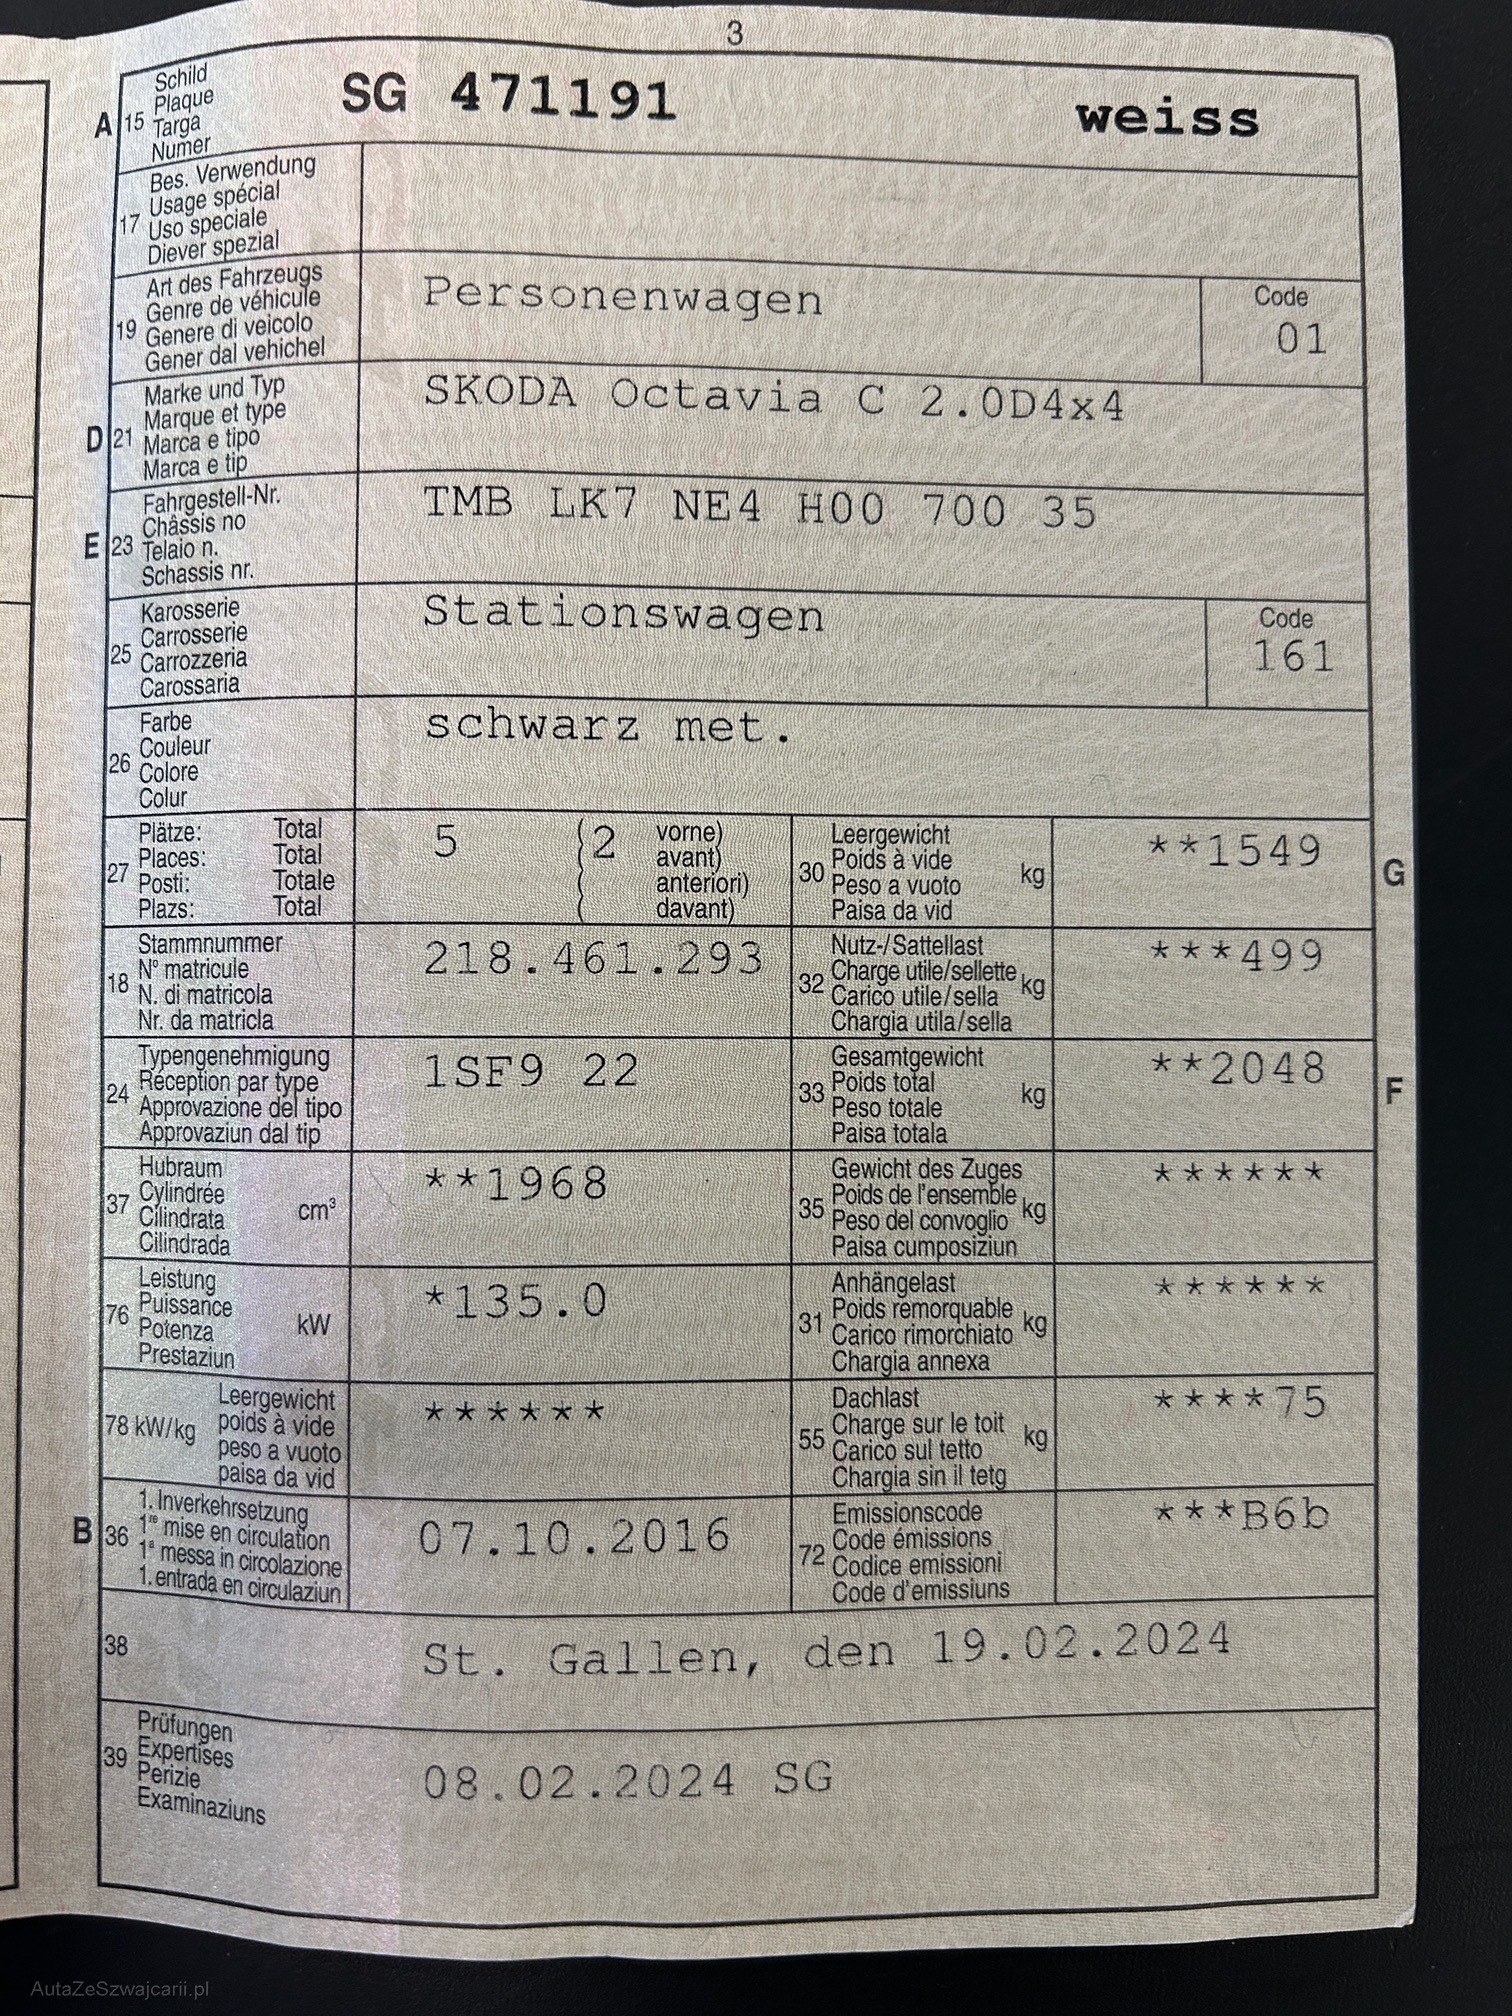 3
A 15 Schild
Plaque
Targa
Numer
SG 471191 weiss
17 Bes. Verwendung
Usage spécial
Uso speciale
Diever spezial
19 Art des Fahrzeugs
Genre de véhicule
Genere di veicolo
Gener dal vehichel
Personenwagen
Code
01
D 21 Marke und Typ
Marque et type
Marca e tipo
Marca e tip
SKODA Octavia C 2.0D4x4
E 23 Fahrgestell-Nr.
Châssis no
Telaio n.
Schassis nr.
TMB LK7 NE4 H00 700 35
25 Karosserie
Carrosserie
Carrozzeria
Carossaria
Stationswagen
Code
161
26 Farbe
Couleur
Colore
Colur
schwarz met.
27 Plätze: Total
Places: Total
Posti: Totale
Plazs: Total
5 (2 vorne)
( avant)
( anteriori)
( davant)
30 Leergewicht
Poids à vide kg
Peso a vuoto
Paisa da vid
**1549
G
18 Stammnummer
N° matricule
N. di matricola
Nr. da matricla
218.461.293
32 Nutz-/Sattellast
Charge utile/sellette kg
Carico utile/sella
Chargia utila/sella
***499
24 Typengenehmigung
Réception par type
Approvazione del tipo
Approvaziun dal tip
1SF9 22
33 Gesamtgewicht
Poids total kg
Peso totale
Paisa totala
**2048
F
37 Hubraum
Cylindrée cm³
Cilindrata
Cilindrada
**1968
35 Gewicht des Zuges
Poids de l'ensemble kg
Peso del convoglio
Paisa cumposiziun
******
76 Leistung
Puissance kW
Potenza
Prestaziun
*135.0
31 Anhängelast
Poids remorquable kg
Carico rimorchiato
Chargia annexa
******
78 kW/kg Leergewicht
poids à vide
peso a vuoto
paisa da vid
******
55 Dachlast
Charge sur le toit kg
Carico sul tetto
Chargia sin il tetg
****75
B 36 1. Inverkehrsetzung
1re mise en circulation
1a messa in circolazione
1. entrada en circulaziun
07.10.2016
72 Emissionscode
Code émissions
Codice emissioni
Code d'emissiuns
***B6b
38 St. Gallen, den 19.02.2024
39 Prüfungen
Expertises
Perizie
Examinaziuns
08.02.2024 SG
AutaZeSzwajcarii.pl